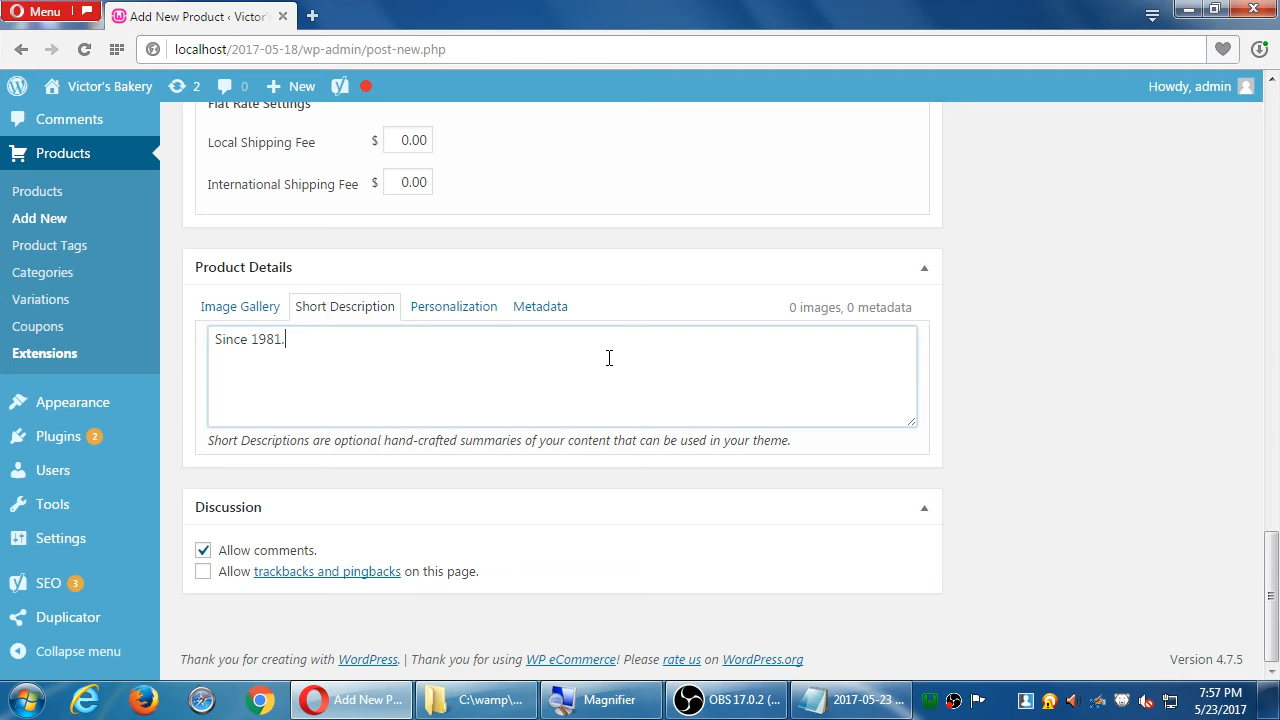 Menu
Add New Product ‹ Victor's
localhost/2017-05-18/wp-admin/post-new.php
Victor's Bakery
2
0
New
Howdy, admin
Comments
Products
Products
Add New
Product Tags
Categories
Variations
Coupons
Extensions
Appearance
Plugins 2
Users
Tools
Settings
SEO 3
Duplicator
Collapse menu
Flat Rate Settings
Local Shipping Fee $ 0.00
International Shipping Fee $ 0.00
Product Details
Image Gallery Short Description Personalization Metadata 0 images, 0 metadata
Since 1981.
Short Descriptions are optional hand-crafted summaries of your content that can be used in your theme.
Discussion
Allow comments.
Allow trackbacks and pingbacks on this page.
Thank you for creating with WordPress. | Thank you for using WP eCommerce! Please rate us on WordPress.org
Version 4.7.5
Add New P...
C:\wamp\...
Magnifier
OBS 17.0.2 (...
2017-05-23 ...
7:57 PM
5/23/2017